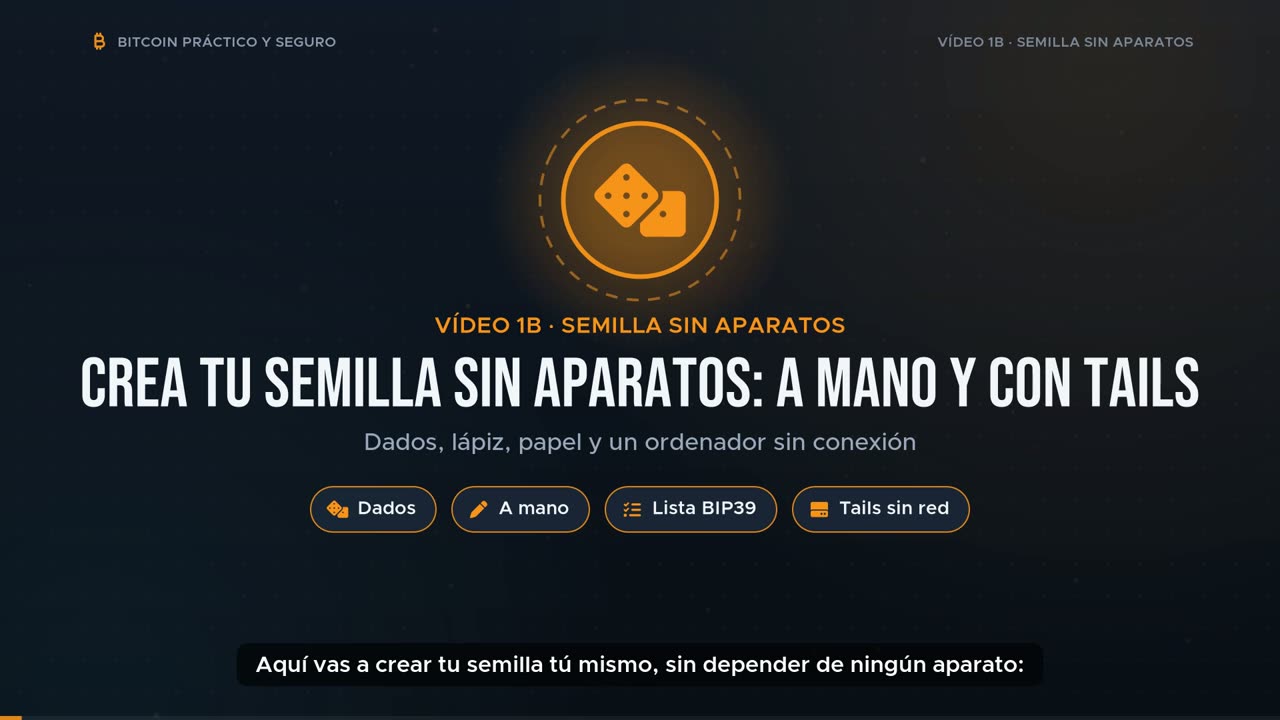 BITCOIN PRÁCTICO Y SEGURO
VÍDEO 1B · SEMILLA SIN APARATOS
VÍDEO 1B · SEMILLA SIN APARATOS
CREA TU SEMILLA SIN APARATOS: A MANO Y CON TAILS
Dados, lápiz, papel y un ordenador sin conexión
Dados
A mano
Lista BIP39
Tails sin red
Aquí vas a crear tu semilla tú mismo, sin depender de ningún aparato: